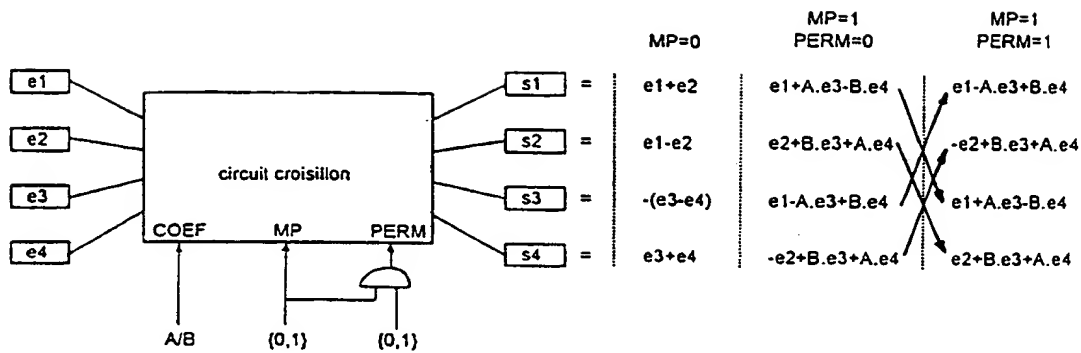 MP=0
MP=1
PERM=0
MP=1
PERM=1
e1
s1 = e1+e2 e1+A.e3-B.e4 e1-A.e3+B.e4
e2
s2 = e1-e2 e2+B.e3+A.e4 -e2+B.e3+A.e4
circuit croisillon
e3
s3 = -(e3-e4) e1-A.e3+B.e4 e1+A.e3-B.e4
e4
s4 = e3+e4 -e2+B.e3+A.e4 e2+B.e3+A.e4
COEF MP PERM
A/B {0,1} {0,1}